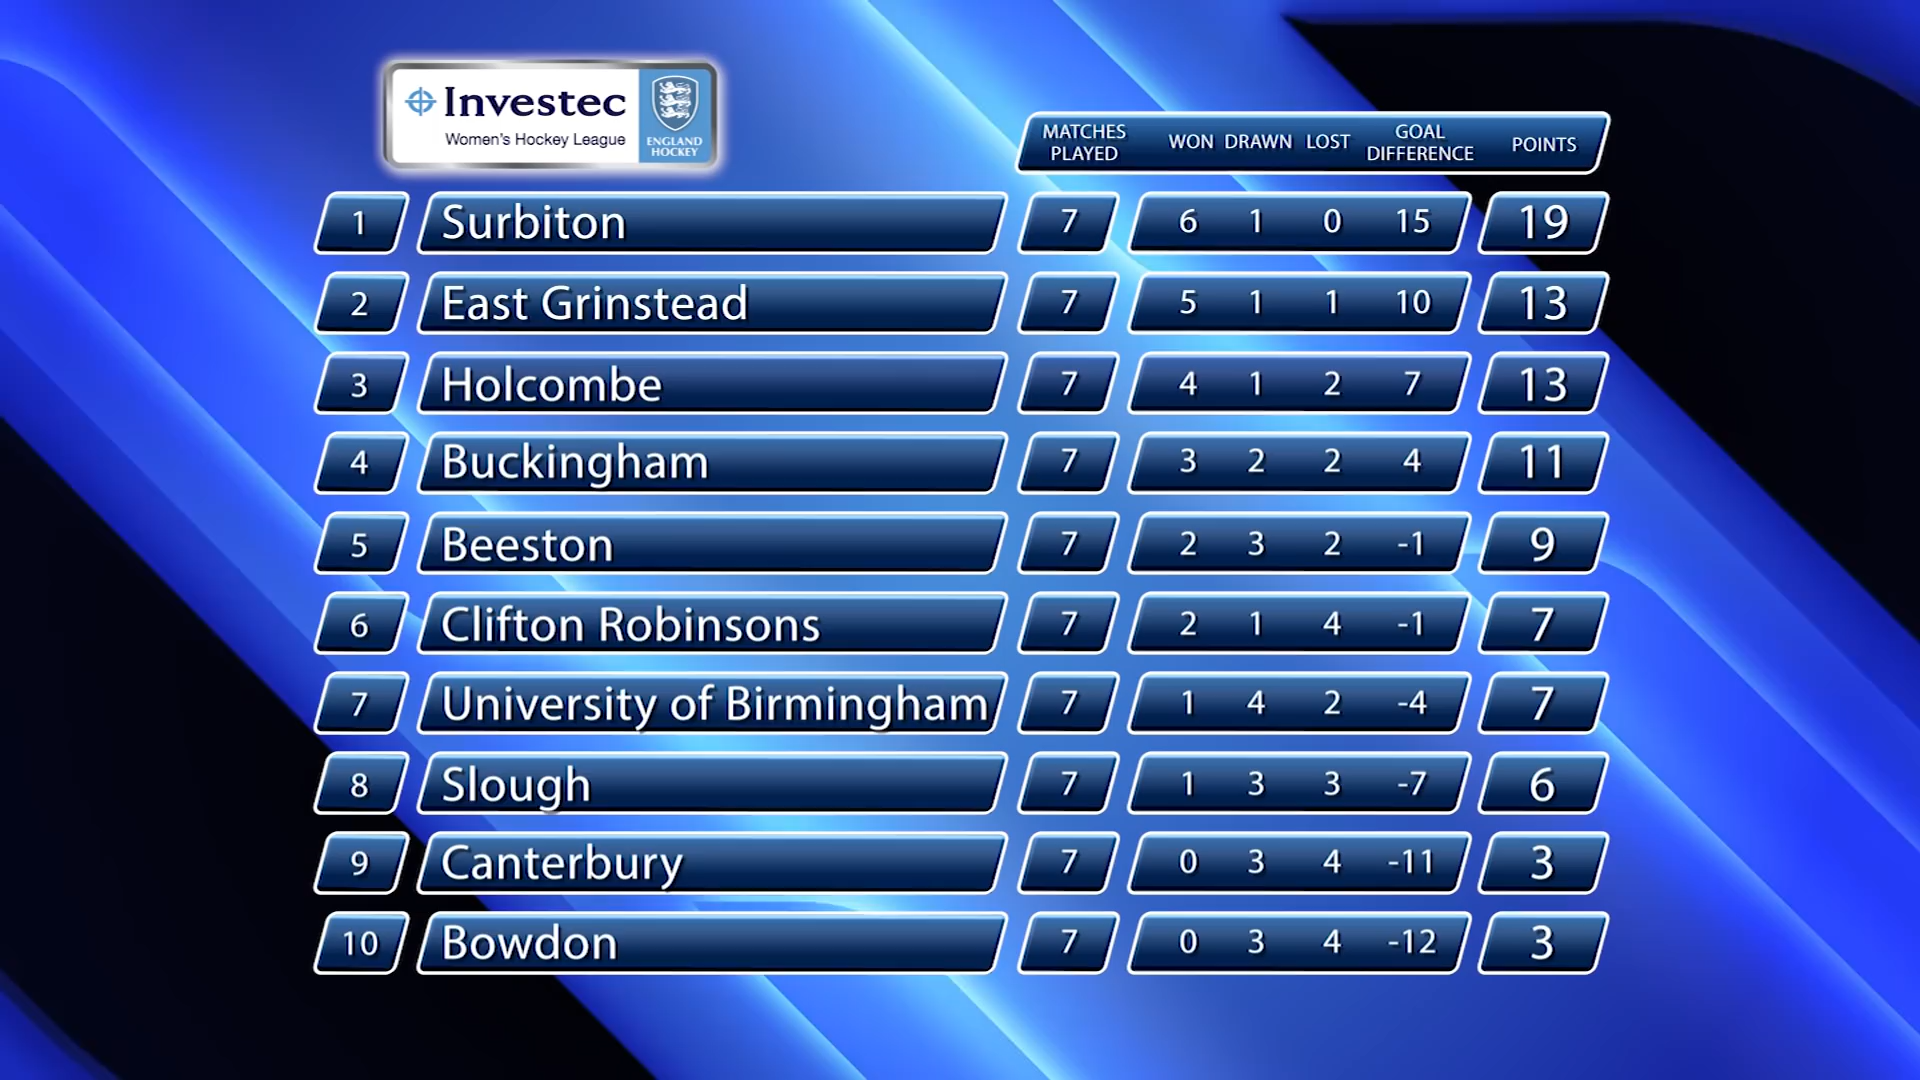 Investec
Women's Hockey League
ENGLAND
HOCKEY
MATCHES PLAYED WON DRAWN LOST GOAL DIFFERENCE POINTS
1 Surbiton 7 6 1 0 15 19
2 East Grinstead 7 5 1 1 10 13
3 Holcombe 7 4 1 2 7 13
4 Buckingham 7 3 2 2 4 11
5 Beeston 7 2 3 2 -1 9
6 Clifton Robinsons 7 2 1 4 -1 7
7 University of Birmingham 7 1 4 2 -4 7
8 Slough 7 1 3 3 -7 6
9 Canterbury 7 0 3 4 -11 3
10 Bowdon 7 0 3 4 -12 3